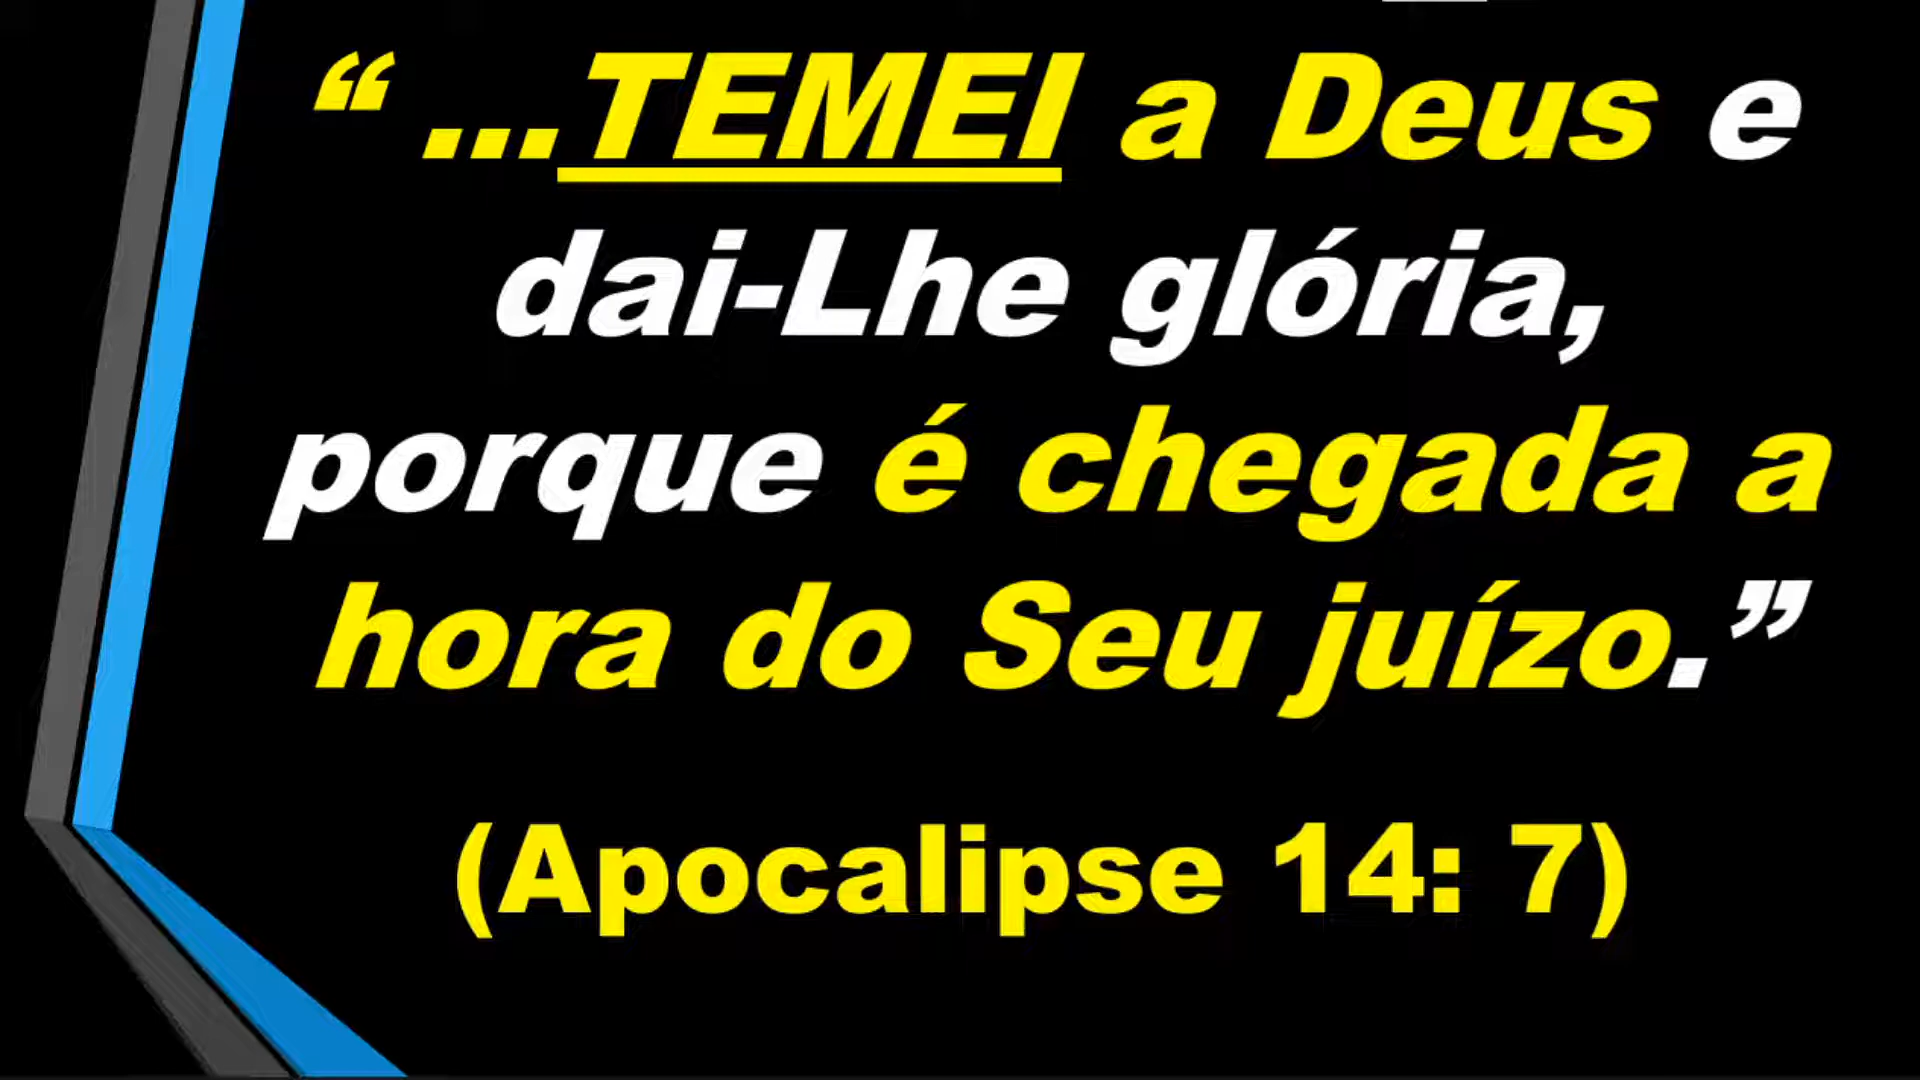 “ ...TEMEI a Deus e
dai-Lhe glória,
porque é chegada a
hora do Seu juízo.”
(Apocalipse 14: 7)